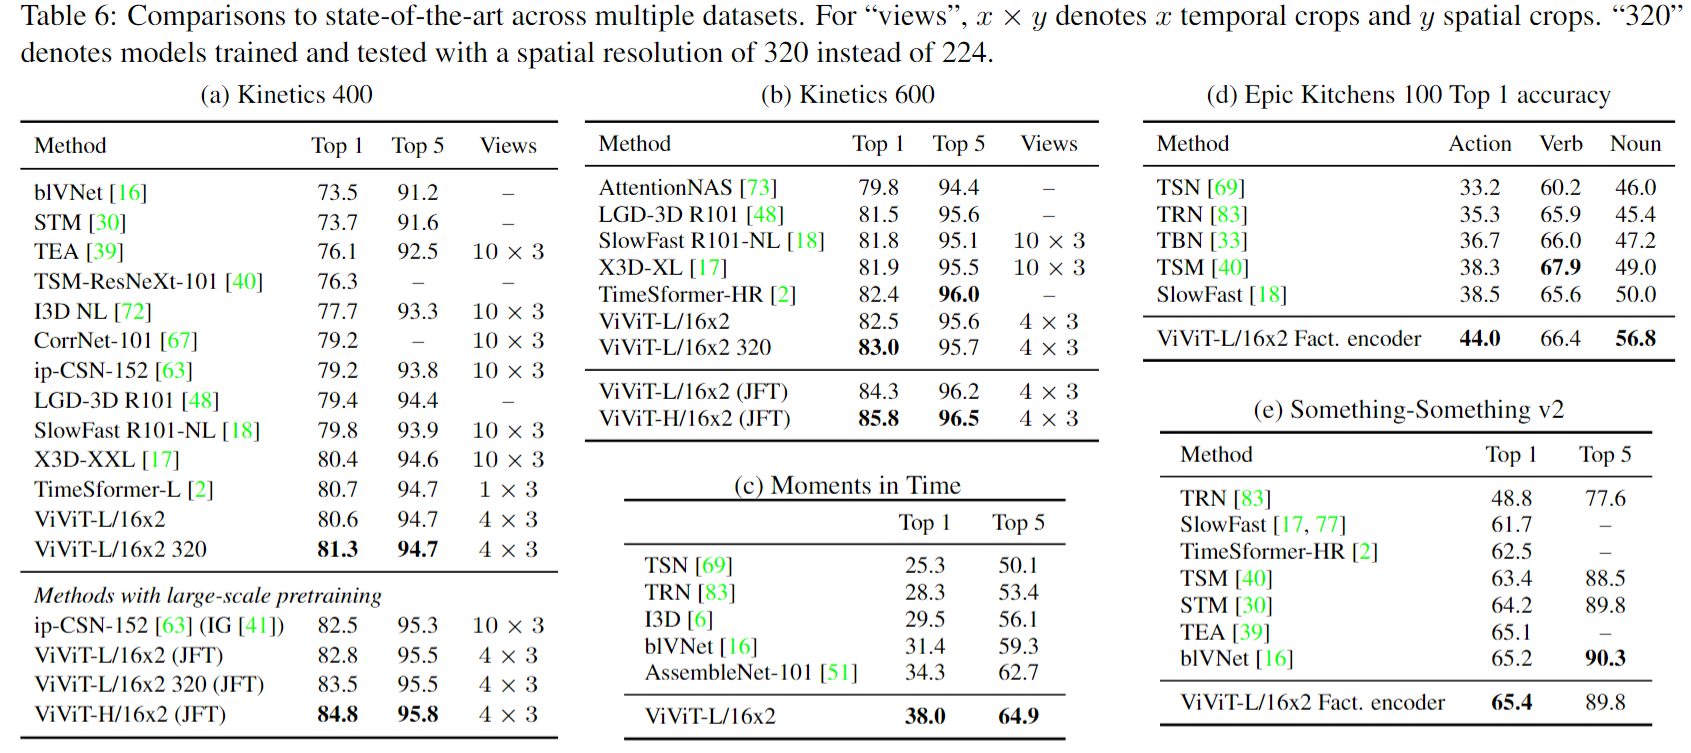 Table 6: Comparisons to state-of-the-art across multiple datasets. For “views”, x × y denotes x temporal crops and y spatial crops. “320”
denotes models trained and tested with a spatial resolution of 320 instead of 224.
(a) Kinetics 400
Method Top 1 Top 5 Views
blVNet [16] 73.5 91.2 –
STM [30] 73.7 91.6 –
TEA [39] 76.1 92.5 10 × 3
TSM-ResNeXt-101 [40] 76.3 – –
I3D NL [72] 77.7 93.3 10 × 3
CorrNet-101 [67] 79.2 – 10 × 3
ip-CSN-152 [63] 79.2 93.8 10 × 3
LGD-3D R101 [48] 79.4 94.4 –
SlowFast R101-NL [18] 79.8 93.9 10 × 3
X3D-XXL [17] 80.4 94.6 10 × 3
TimeSformer-L [2] 80.7 94.7 1 × 3
ViViT-L/16x2 80.6 94.7 4 × 3
ViViT-L/16x2 320 81.3 94.7 4 × 3
Methods with large-scale pretraining
ip-CSN-152 [63] (IG [41]) 82.5 95.3 10 × 3
ViViT-L/16x2 (JFT) 82.8 95.5 4 × 3
ViViT-L/16x2 320 (JFT) 83.5 95.5 4 × 3
ViViT-H/16x2 (JFT) 84.8 95.8 4 × 3
(b) Kinetics 600
Method Top 1 Top 5 Views
AttentionNAS [73] 79.8 94.4 –
LGD-3D R101 [48] 81.5 95.6 –
SlowFast R101-NL [18] 81.8 95.1 10 × 3
X3D-XL [17] 81.9 95.5 10 × 3
TimeSformer-HR [2] 82.4 96.0 –
ViViT-L/16x2 82.5 95.6 4 × 3
ViViT-L/16x2 320 83.0 95.7 4 × 3
ViViT-L/16x2 (JFT) 84.3 96.2 4 × 3
ViViT-H/16x2 (JFT) 85.8 96.5 4 × 3
(c) Moments in Time
Top 1 Top 5
TSN [69] 25.3 50.1
TRN [83] 28.3 53.4
I3D [6] 29.5 56.1
blVNet [16] 31.4 59.3
AssembleNet-101 [51] 34.3 62.7
ViViT-L/16x2 38.0 64.9
(d) Epic Kitchens 100 Top 1 accuracy
Method Action Verb Noun
TSN [69] 33.2 60.2 46.0
TRN [83] 35.3 65.9 45.4
TBN [33] 36.7 66.0 47.2
TSM [40] 38.3 67.9 49.0
SlowFast [18] 38.5 65.6 50.0
ViViT-L/16x2 Fact. encoder 44.0 66.4 56.8
(e) Something-Something v2
Method Top 1 Top 5
TRN [83] 48.8 77.6
SlowFast [17, 77] 61.7 –
TimeSformer-HR [2] 62.5 –
TSM [40] 63.4 88.5
STM [30] 64.2 89.8
TEA [39] 65.1 –
blVNet [16] 65.2 90.3
ViViT-L/16x2 Fact. encoder 65.4 89.8